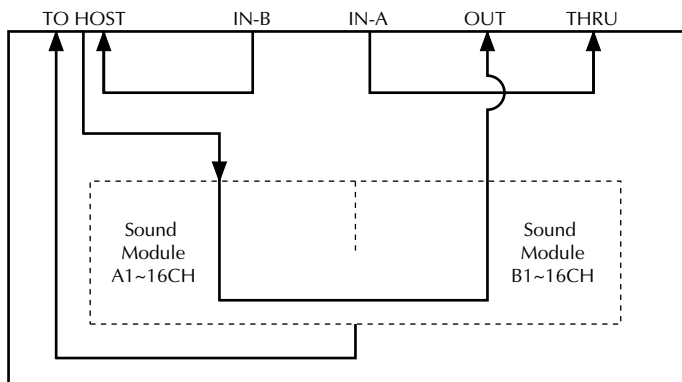 TO HOST IN-B IN-A OUT THRU
Sound
Module
A1~16CH
Sound
Module
B1~16CH